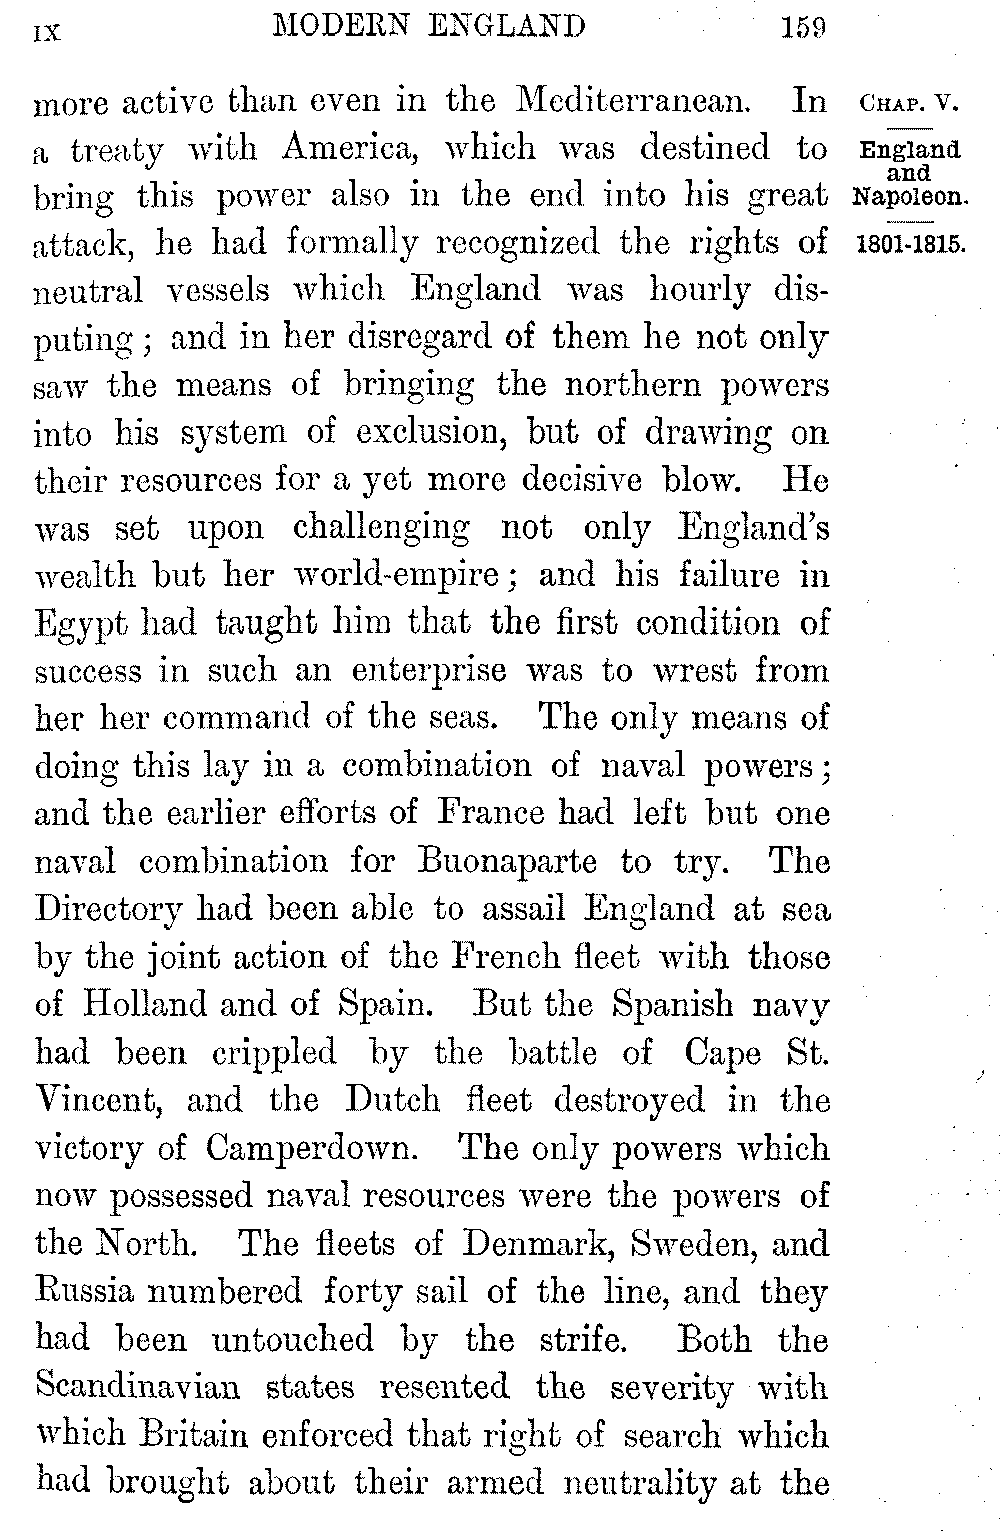 IX MODERN ENGLAND 159
more active than even in the Mediterranean. In
a treaty with America, which was destined to
bring this power also in the end into his great
attack, he had formally recognized the rights of
neutral vessels which England was hourly dis-
puting; and in her disregard of them he not only
saw the means of bringing the northern powers
into his system of exclusion, but of drawing on
their resources for a yet more decisive blow. He
was set upon challenging not only England's
wealth but her world-empire; and his failure in
Egypt had taught him that the first condition of
success in such an enterprise was to wrest from
her her command of the seas. The only means of
doing this lay in a combination of naval powers;
and the earlier efforts of France had left but one
naval combination for Buonaparte to try. The
Directory had been able to assail England at sea
by the joint action of the French fleet with those
of Holland and of Spain. But the Spanish navy
had been crippled by the battle of Cape St.
Vincent, and the Dutch fleet destroyed in the
victory of Camperdown. The only powers which
now possessed naval resources were the powers of
the North. The fleets of Denmark, Sweden, and
Russia numbered forty sail of the line, and they
had been untouched by the strife. Both the
Scandinavian states resented the severity with
which Britain enforced that right of search which
had brought about their armed neutrality at the
CHAP. V.
England
and
Napoleon.
1801-1815.